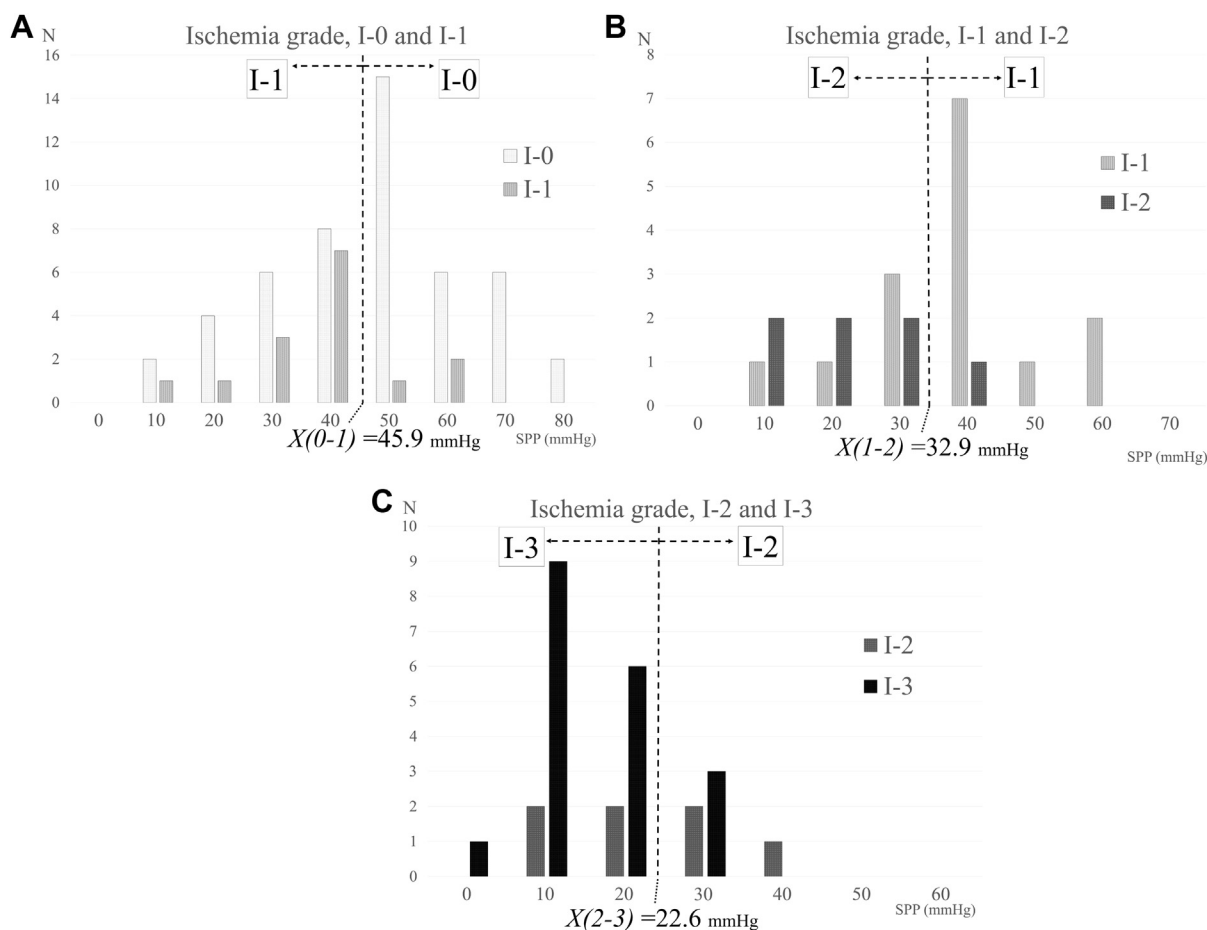 A
N
Ischemia grade, I-0 and I-1
16
14
12
10
8
6
4
2
0
I-1
I-0
I-0
I-1
0 10 20 30 40 50 60 70 80
X(0-1) =45.9 mmHg
SPP (mmHg)
B
N
Ischemia grade, I-1 and I-2
8
7
6
5
4
3
2
1
0
I-2
I-1
I-1
I-2
0 10 20 30 40 50 60 70
X(1-2) =32.9 mmHg
SPP (mmHg)
C
N
Ischemia grade, I-2 and I-3
10
9
8
7
6
5
4
3
2
1
0
I-3
I-2
I-2
I-3
0 10 20 30 40 50 60
X(2-3) =22.6 mmHg
SPP (mmHg)